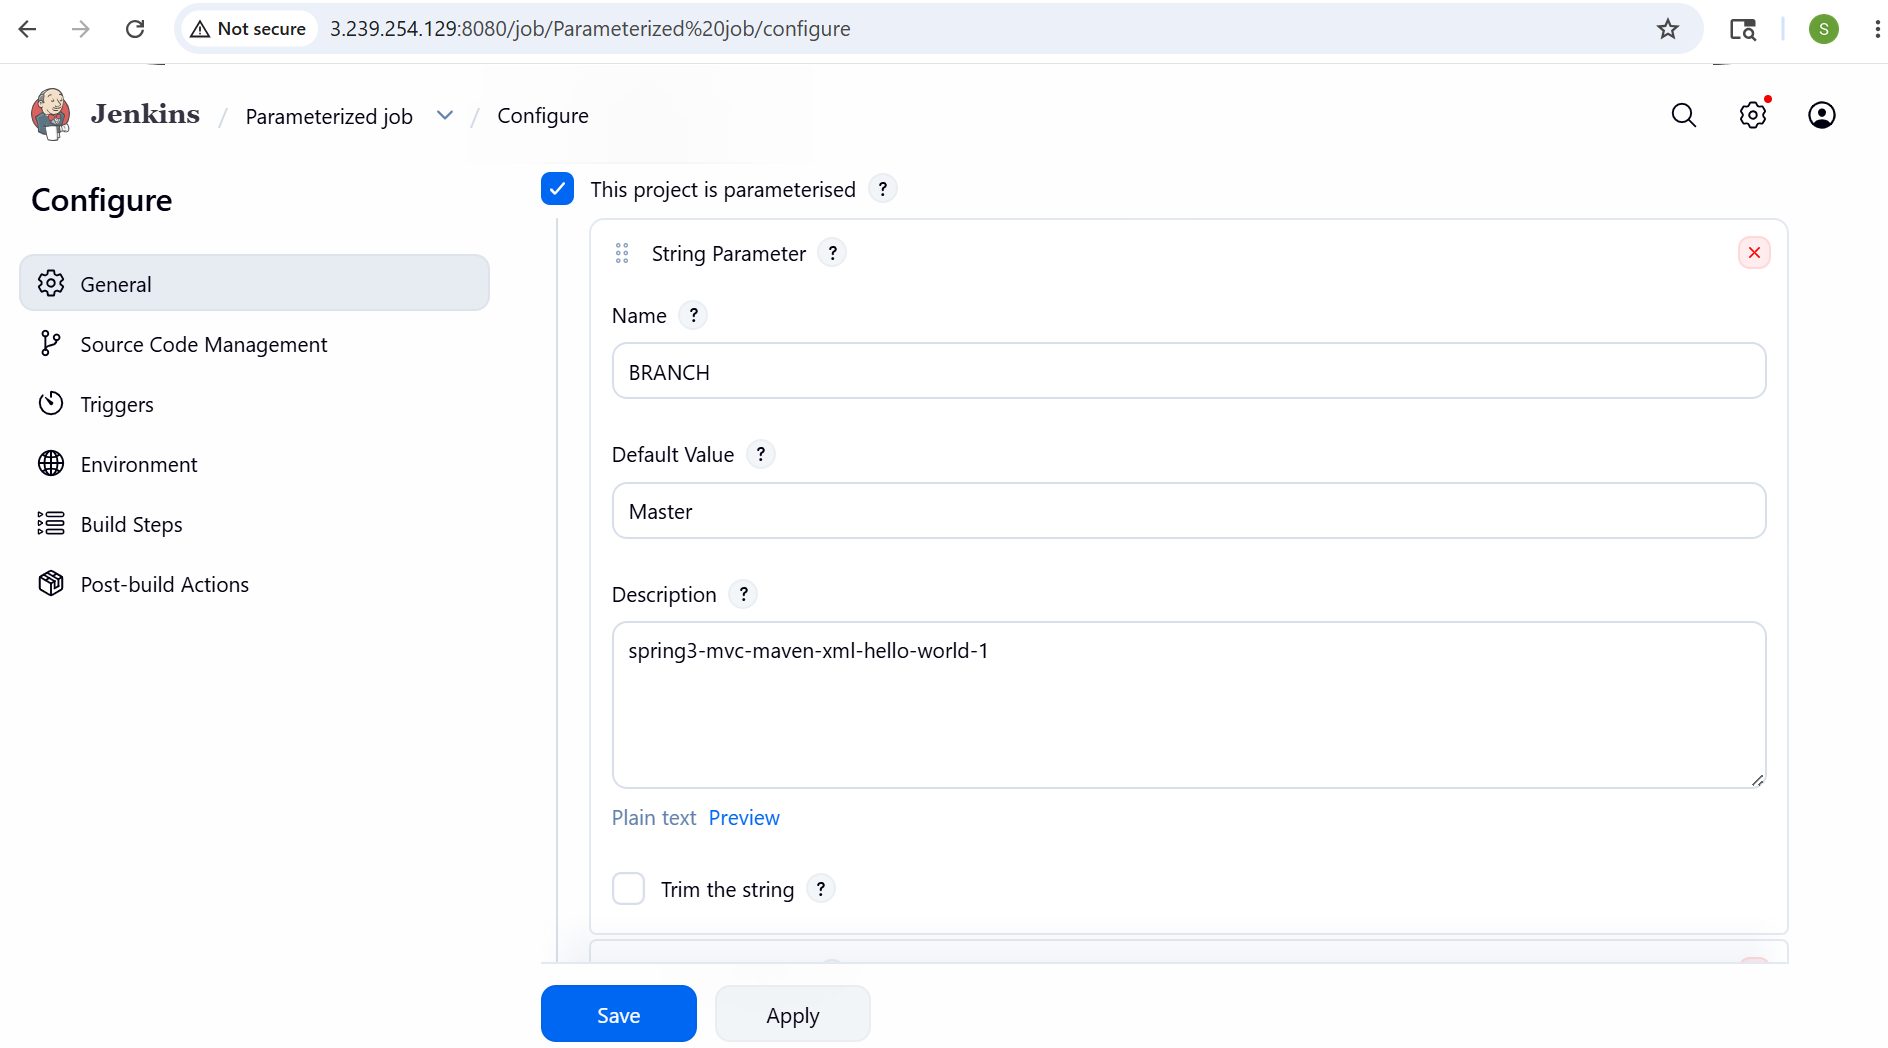 Not secure 3.239.254.129:8080/job/Parameterized%20job/configure
S
Jenkins / Parameterized job / Configure
Configure
General
Source Code Management
Triggers
Environment
Build Steps
Post-build Actions
This project is parameterised ?
String Parameter ?
Name ?
BRANCH
Default Value ?
Master
Description ?
spring3-mvc-maven-xml-hello-world-1
Plain text Preview
Trim the string ?
Save Apply